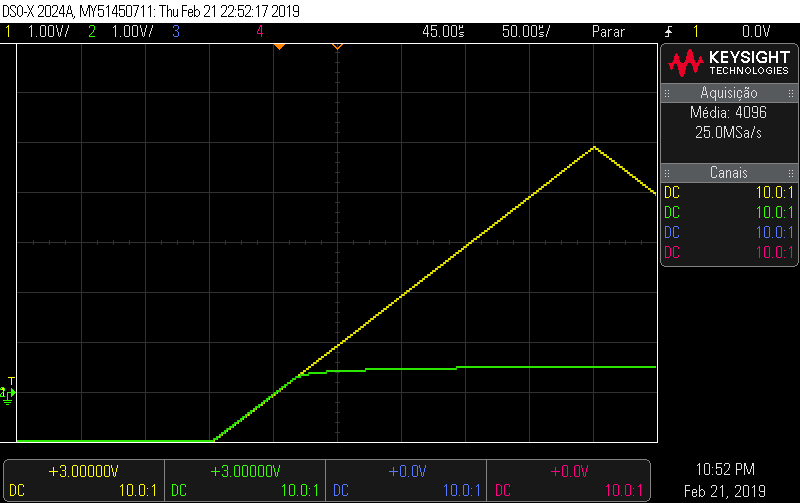 DSO-X 2024A, MY51450711: Thu Feb 21 22:52:17 2019
1 1.00V/ 2 1.00V/ 3 4 45.00s 50.00s/ Parar 1 0.0V
KEYSIGHT
TECHNOLOGIES
Aquisição
Média: 4096
25.0MSa/s
Canais
DC 10.0:1
DC 10.0:1
DC 10.0:1
DC 10.0:1
T
+3.00000V +3.00000V +0.0V +0.0V
DC 10.0:1 DC 10.0:1 DC 10.0:1 DC 10.0:1
10:52 PM
Feb 21, 2019